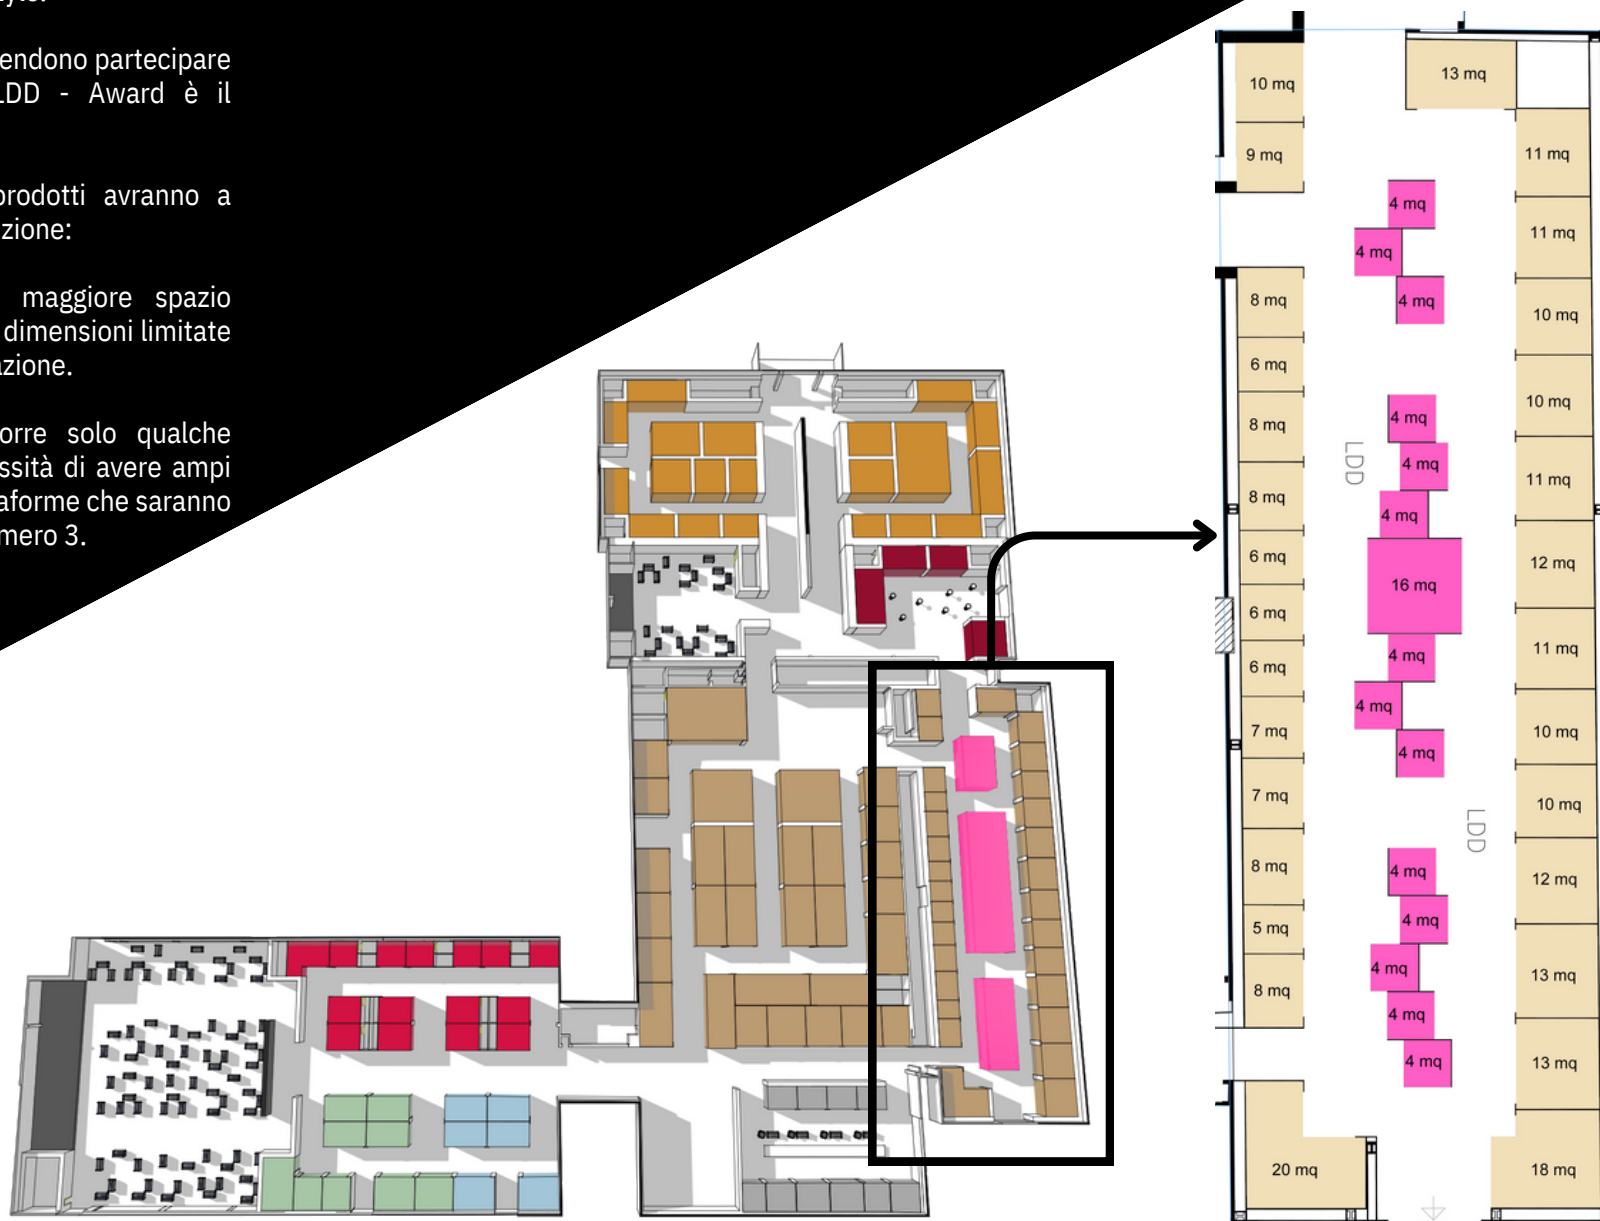 endono partecipare
LDD - Award è il
prodotti avranno a
zione:
maggiore spazio
dimensioni limitate
azione.
orre solo qualche
essità di avere ampi
aforme che saranno
mero 3.
10 mq
9 mq
8 mq
6 mq
8 mq
8 mq
6 mq
6 mq
6 mq
7 mq
7 mq
8 mq
5 mq
8 mq
20 mq
4 mq
4 mq
4 mq
LDD
4 mq
4 mq
4 mq
16 mq
4 mq
4 mq
4 mq
LDD
4 mq
4 mq
4 mq
4 mq
4 mq
13 mq
11 mq
11 mq
10 mq
10 mq
11 mq
12 mq
11 mq
10 mq
10 mq
12 mq
13 mq
13 mq
18 mq